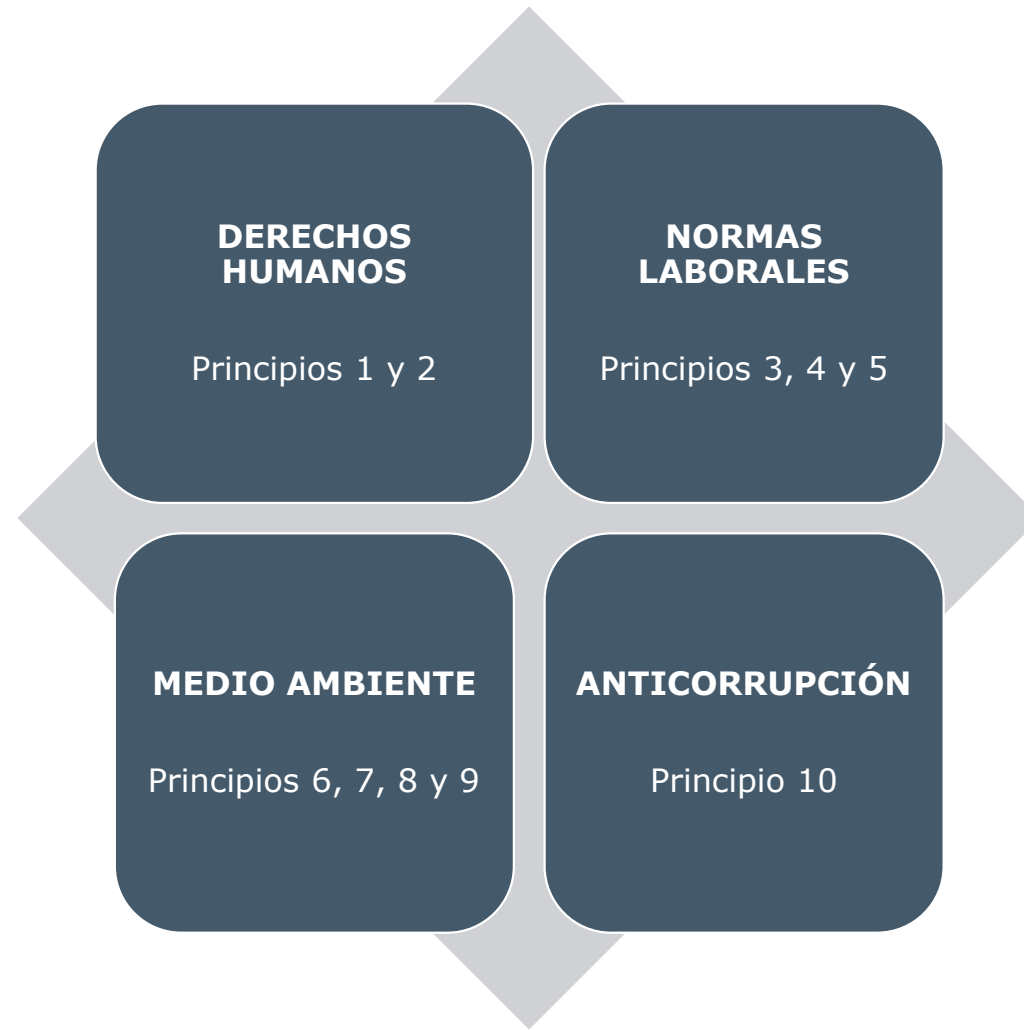 DERECHOS
HUMANOS
Principios 1 y 2
NORMAS
LABORALES
Principios 3, 4 y 5
MEDIO AMBIENTE
Principios 6, 7, 8 y 9
ANTICORRUPCIÓN
Principio 10